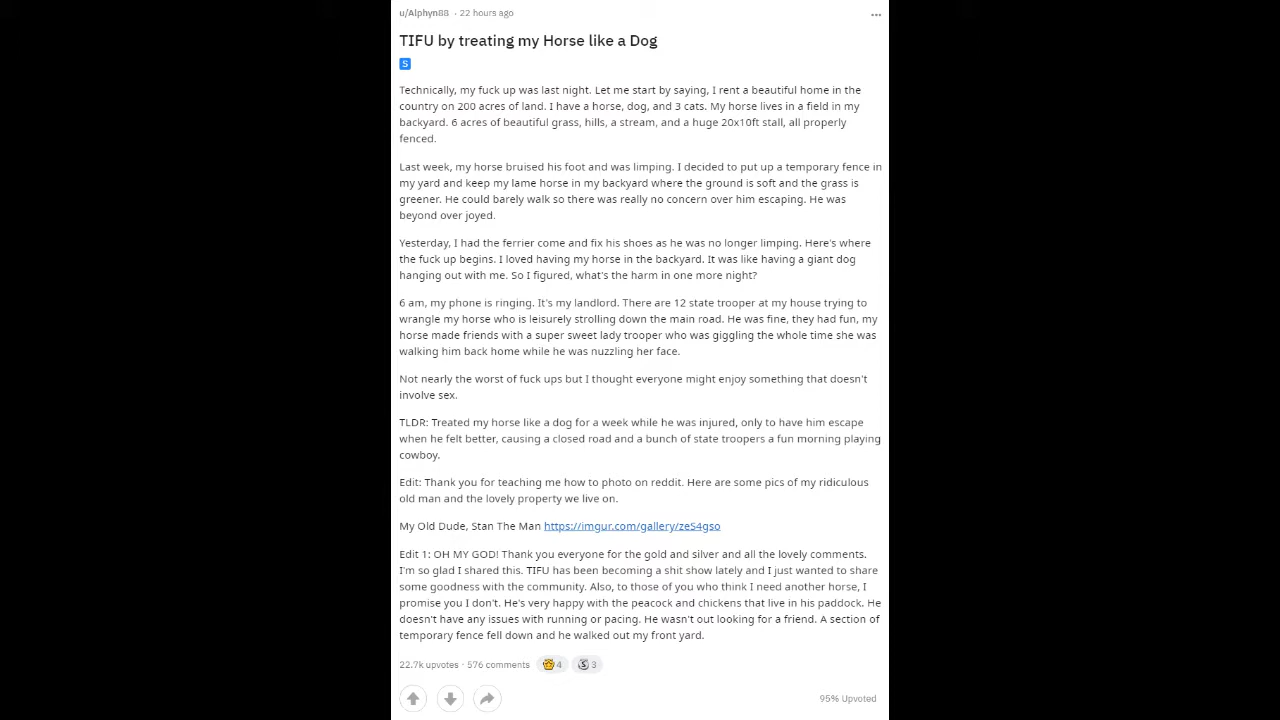 u/Alphyn88 · 22 hours ago
TIFU by treating my Horse like a Dog
S
Technically, my fuck up was last night. Let me start by saying, I rent a beautiful home in the
country on 200 acres of land. I have a horse, dog, and 3 cats. My horse lives in a field in my
backyard. 6 acres of beautiful grass, hills, a stream, and a huge 20x10ft stall, all properly
fenced.
Last week, my horse bruised his foot and was limping. I decided to put up a temporary fence in
my yard and keep my lame horse in my backyard where the ground is soft and the grass is
greener. He could barely walk so there was really no concern over him escaping. He was
beyond over joyed.
Yesterday, I had the ferrier come and fix his shoes as he was no longer limping. Here's where
the fuck up begins. I loved having my horse in the backyard. It was like having a giant dog
hanging out with me. So I figured, what's the harm in one more night?
6 am, my phone is ringing. It's my landlord. There are 12 state trooper at my house trying to
wrangle my horse who is leisurely strolling down the main road. He was fine, they had fun, my
horse made friends with a super sweet lady trooper who was giggling the whole time she was
walking him back home while he was nuzzling her face.
Not nearly the worst of fuck ups but I thought everyone might enjoy something that doesn't
involve sex.
TLDR: Treated my horse like a dog for a week while he was injured, only to have him escape
when he felt better, causing a closed road and a bunch of state troopers a fun morning playing
cowboy.
Edit: Thank you for teaching me how to photo on reddit. Here are some pics of my ridiculous
old man and the lovely property we live on.
My Old Dude, Stan The Man https://imgur.com/gallery/zeS4gso
Edit 1: OH MY GOD! Thank you everyone for the gold and silver and all the lovely comments.
I'm so glad I shared this. TIFU has been becoming a shit show lately and I just wanted to share
some goodness with the community. Also, to those of you who think I need another horse, I
promise you I don't. He's very happy with the peacock and chickens that live in his paddock. He
doesn't have any issues with running or pacing. He wasn't out looking for a friend. A section of
temporary fence fell down and he walked out my front yard.
22.7k upvotes · 576 comments 4 3
95% Upvoted